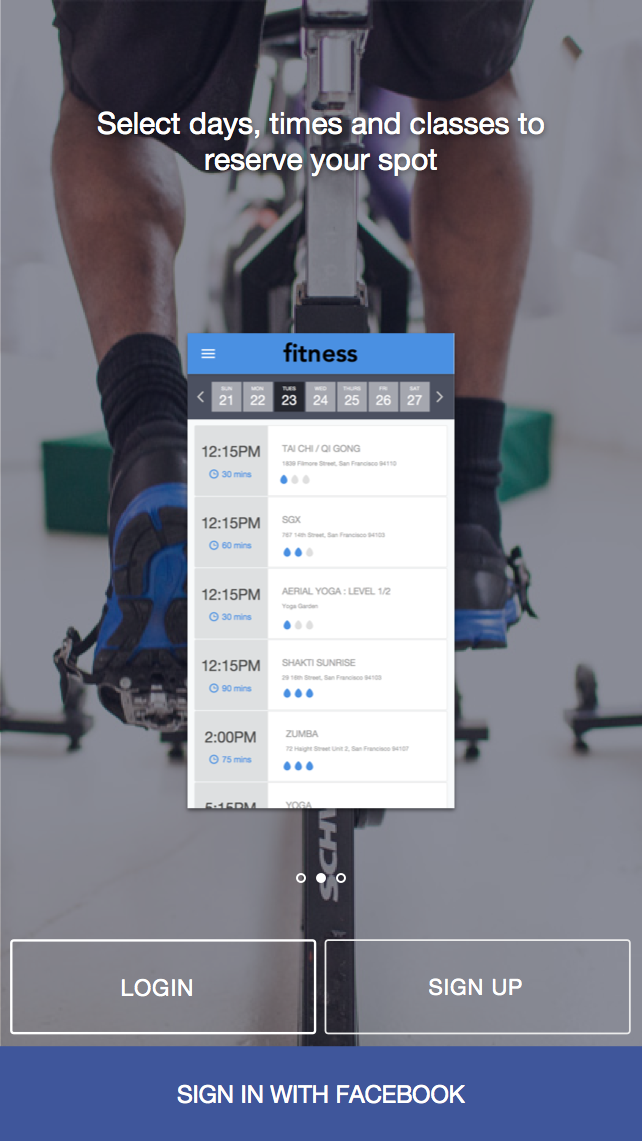 Select days, times and classes to
reserve your spot
fitness
SUN MON TUES WED THURS FRI SAT
21 22 23 24 25 26 27
12:15PM
30 mins
TAI CHI / QI GONG
1838 Filmore Street, San Francisco 94110
12:15PM
60 mins
SGX
767 14th Street, San Francisco 94103
12:15PM
30 mins
AERIAL YOGA : LEVEL 1/2
Yoga Garden
12:15PM
90 mins
SHAKTI SUNRISE
29 16th Street, San Francisco 94103
2:00PM
75 mins
ZUMBA
72 Haight Street Unit 2, San Francisco 94107
5:15PM
YOGA
SCHW
LOGIN
SIGN UP
SIGN IN WITH FACEBOOK